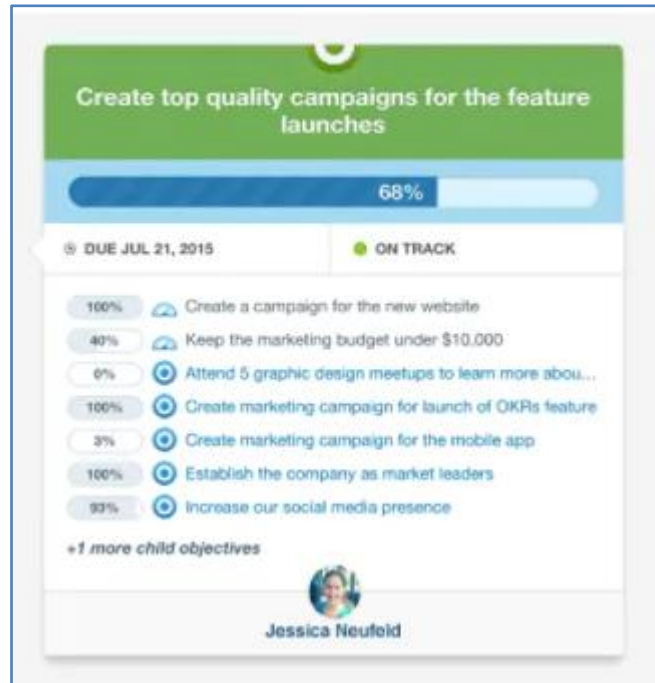 Create top quality campaigns for the feature
launches
68%
DUE JUL 21, 2015
ON TRACK
100% Create a campaign for the new website
40% Keep the marketing budget under $10,000
0% Attend 5 graphic design meetups to learn more abou...
100% Create marketing campaign for launch of OKRs feature
3% Create marketing campaign for the mobile app
100% Establish the company as market leaders
93% Increase our social media presence
+1 more child objectives
Jessica Neufeld